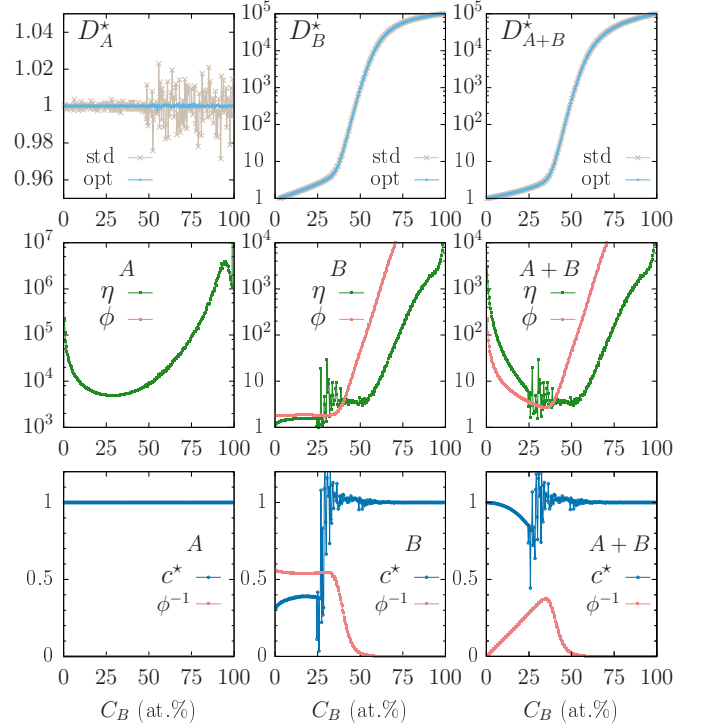 1.04
1.02
1
0.98
0.96
D_A^⋆
std
opt
0 25 50 75 100
10^5
10^4
10^3
10^2
10
1
D_B^⋆
std
opt
0 25 50 75 100
10^5
10^4
10^3
10^2
10
1
D_{A+B}^⋆
std
opt
0 25 50 75 100
10^7
10^6
10^5
10^4
10^3
A
η
ϕ
0 25 50 75 100
10^4
10^3
10^2
10
1
B
η
ϕ
0 25 50 75 100
10^4
10^3
10^2
10
1
A + B
η
ϕ
0 25 50 75 100
1
0.5
0
A
c^⋆
ϕ^{-1}
0 25 50 75 100
C_B (at.%)
1
0.5
0
B
c^⋆
ϕ^{-1}
0 25 50 75 100
C_B (at.%)
1
0.5
0
A + B
c^⋆
ϕ^{-1}
0 25 50 75 100
C_B (at.%)